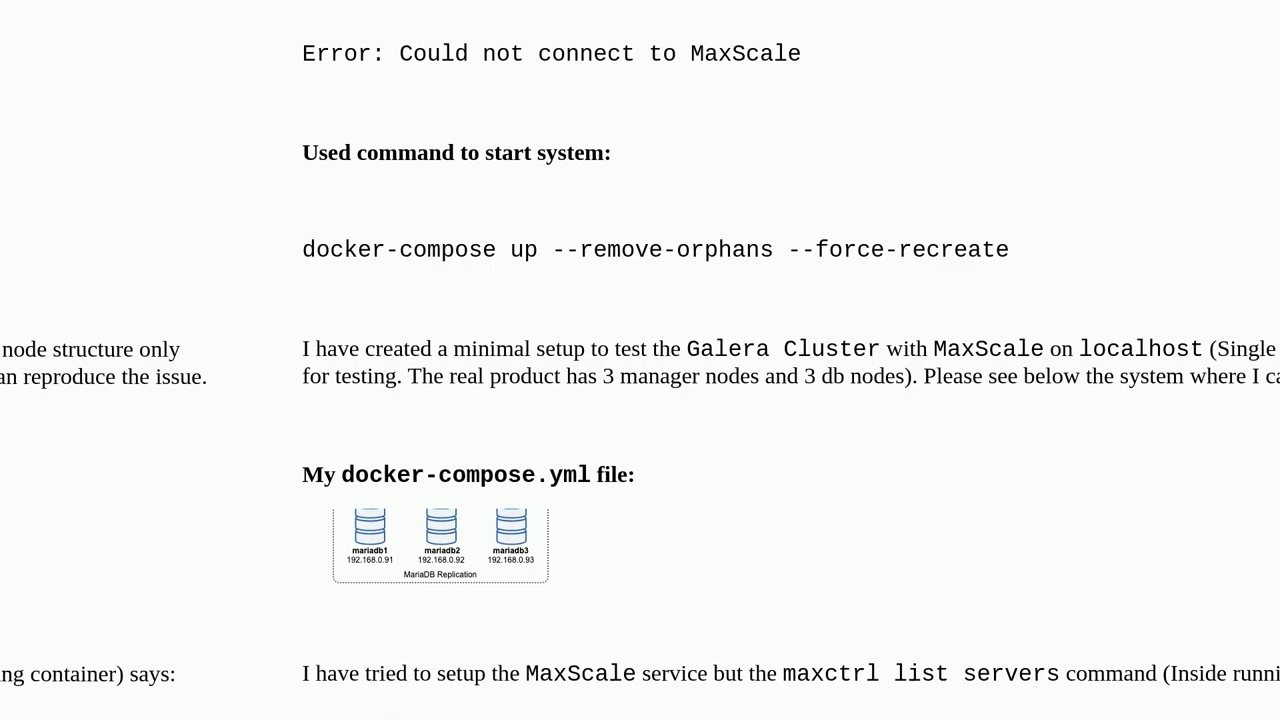 Error: Could not connect to MaxScale
Used command to start system:
docker-compose up --remove-orphans --force-recreate
node structure only
an reproduce the issue.
I have created a minimal setup to test the Galera Cluster with MaxScale on localhost (Single
for testing. The real product has 3 manager nodes and 3 db nodes). Please see below the system where I ca
My docker-compose.yml file:
mariadb1 mariadb2 mariadb3
192.168.0.91 192.168.0.92 192.168.0.93
MariaDB Replication
ng container) says:
I have tried to setup the MaxScale service but the maxctrl list servers command (Inside runni